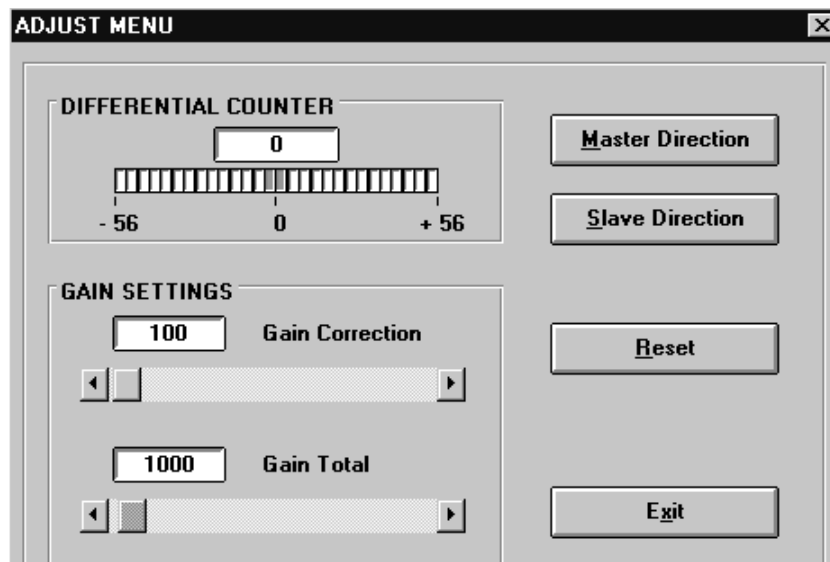 ADJUST MENU
DIFFERENTIAL COUNTER
0
- 56 0 + 56
Master Direction
Slave Direction
GAIN SETTINGS
100 Gain Correction
1000 Gain Total
Reset
Exit